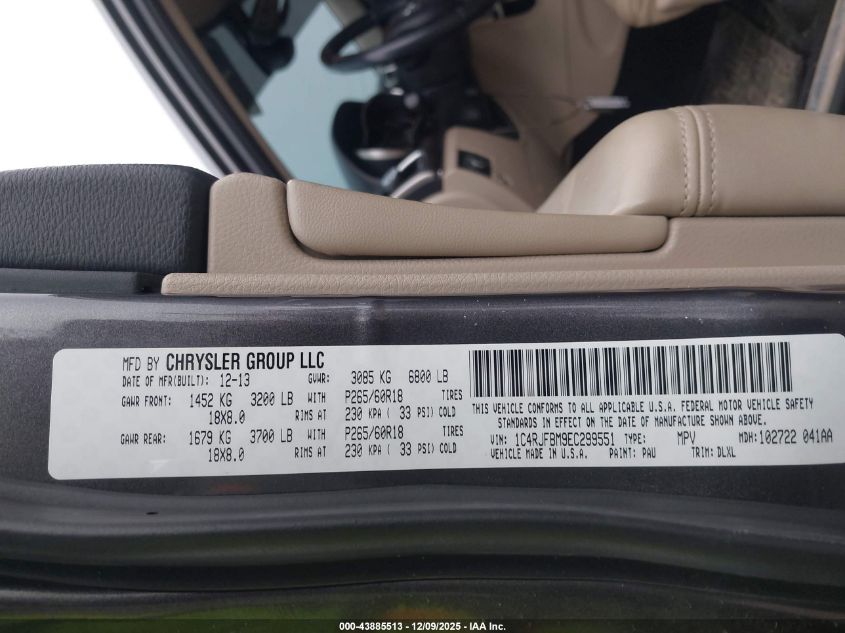 MFD BY CHRYSLER GROUP LLC
DATE OF MFR(BUILT): 12-13 GVWR: 3085 KG 6800 LB
GAWR FRONT: 1452 KG 3200 LB WITH P265/60R18 TIRES
18X8.0 RIMS AT 230 KPA ( 33 PSI) COLD
GAWR REAR: 1679 KG 3700 LB WITH P265/60R18 TIRES
18X8.0 RIMS AT 230 KPA ( 33 PSI) COLD
THIS VEHICLE CONFORMS TO ALL APPLICABLE U.S.A. FEDERAL MOTOR VEHICLE SAFETY
STANDARDS IN EFFECT ON THE DATE OF MANUFACTURE SHOWN ABOVE.
VIN: 1C4RJFBM9EC289551 TYPE: MPV MDH:102722 041AA
VEHICLE MADE IN U.S.A. PAINT: PAU TRIM: DLXL
000-43885513 - 12/09/2025 - IAA Inc.